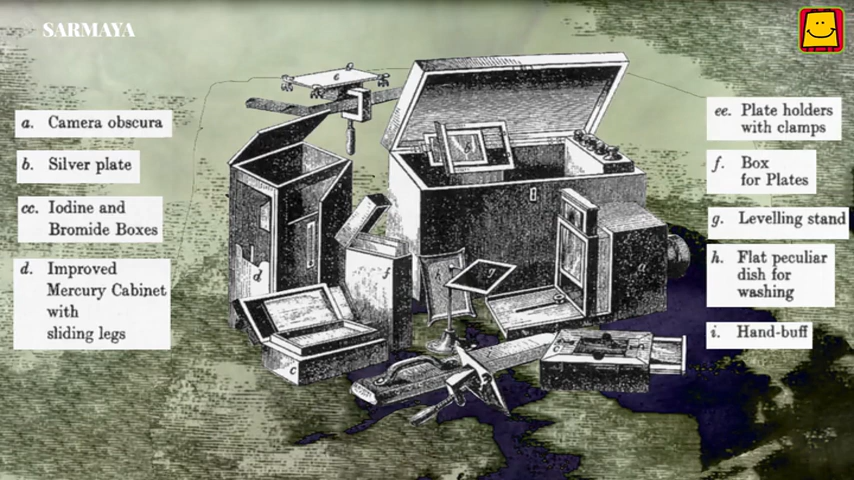 SARMAYA
a. Camera obscura
b. Silver plate
cc. Iodine and
Bromide Boxes
d. Improved
Mercury Cabinet
with
sliding legs
ee. Plate holders
with clamps
f. Box
for Plates
g. Levelling stand
h. Flat peculiar
dish for
washing
i. Hand-buff
e
d
f
h
g
a
c